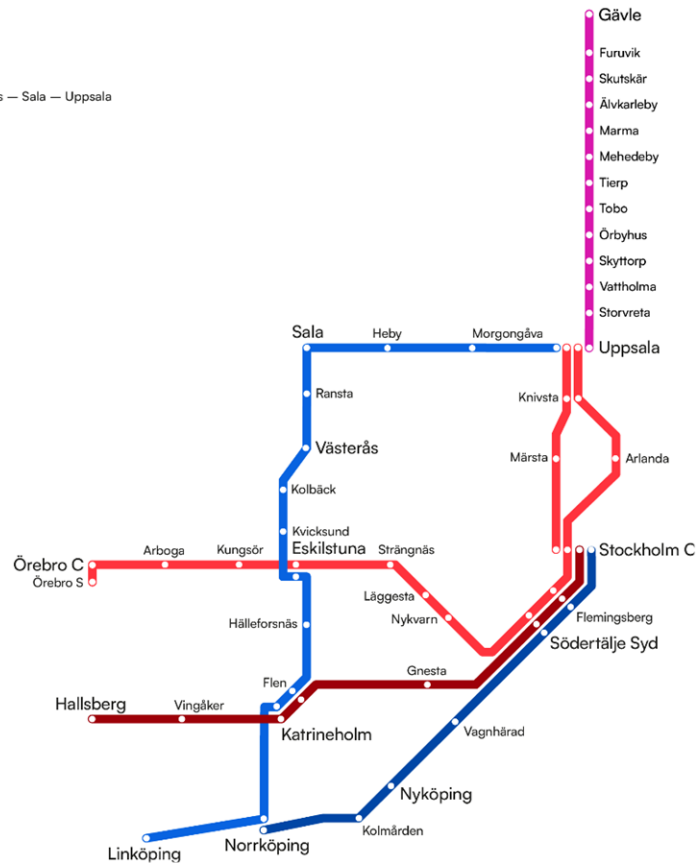 Gävle
Furuvik
Skutskär
s – Sala – Uppsala
Älvkarleby
Marma
Mehedeby
Tierp
Tobo
Örbyhus
Skyttorp
Vattholma
Storvreta
Sala
Heby
Morgongåva
Uppsala
Ransta
Knivsta
Västerås
Märsta
Arlanda
Kolbäck
Kvicksund
Arboga
Kungsör
Eskilstuna
Strängnäs
Stockholm C
Örebro C
Örebro S
Läggesta
Nykvarn
Flemingsberg
Hälleforsnäs
Södertälje Syd
Gnesta
Flen
Hallsberg
Vingåker
Katrineholm
Vagnhärad
Nyköping
Kolmården
Norrköping
Linköping